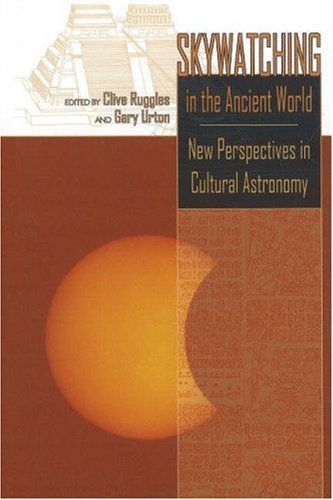 SKYWATCHING
in the Ancient World
New Perspectives in
Cultural Astronomy
EDITED BY Clive Ruggles
AND Gary Urton